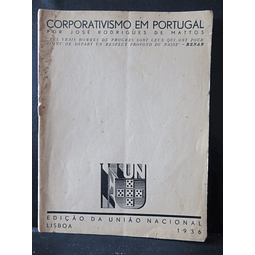 CORPORATIVISMO EM PORTUGAL
POR JOSÉ RODRIGUES DE MATTOS
LES VRAIS HOMMES DE PROGRÈS SONT CEUX QUI ONT POUR
POINT DE DÉPART UN RESPECT PROFOND DU PASSÉ" — RENAN
UN
EDIÇÃO DA UNIÃO NACIONAL
LISBOA 1936